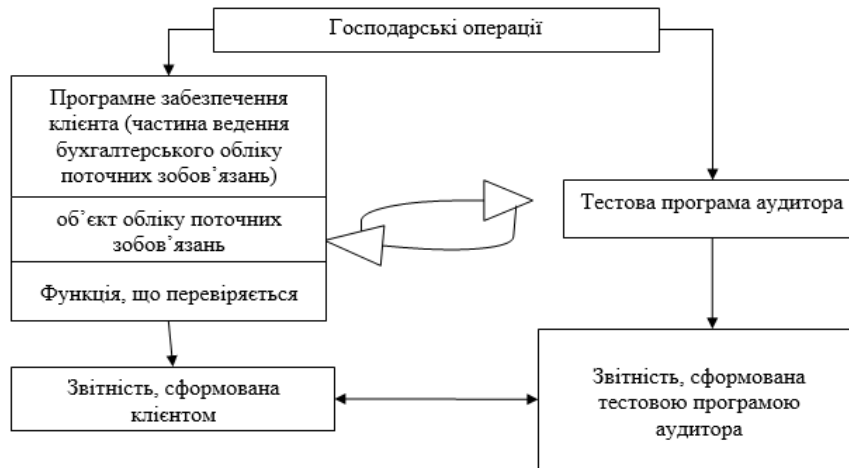 Господарські операції
Програмне забезпечення
клієнта (частина ведення
бухгалтерського обліку
поточних зобов’язань)
об’єкт обліку поточних
зобов’язань
Функція, що перевіряється
Тестова програма аудитора
Звітність, сформована
клієнтом
Звітність, сформована
тестовою програмою
аудитора